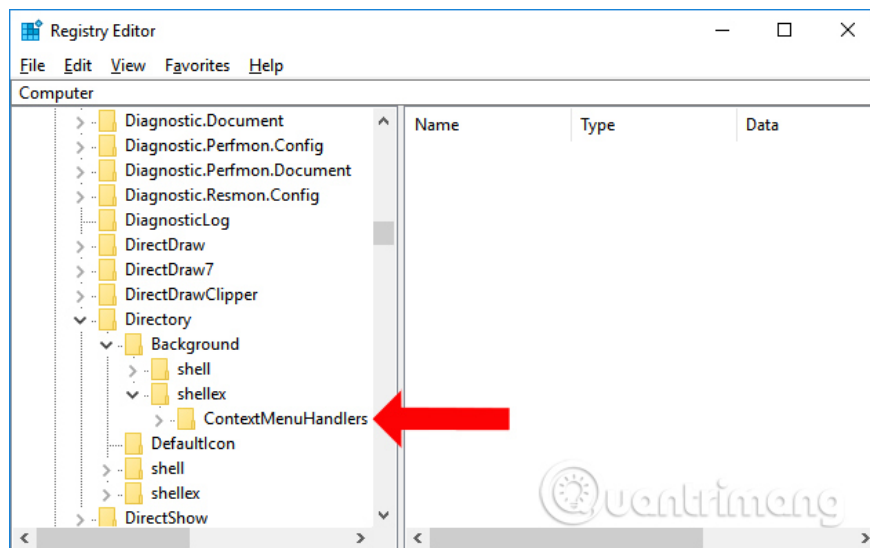 Registry Editor
File Edit View Favorites Help
Computer
Name Type Data
Diagnostic.Document
Diagnostic.Perfmon.Config
Diagnostic.Perfmon.Document
Diagnostic.Resmon.Config
DiagnosticLog
DirectDraw
DirectDraw7
DirectDrawClipper
Directory
Background
shell
shellex
ContextMenuHandlers
DefaultIcon
shell
shellex
DirectShow
Quantrimang